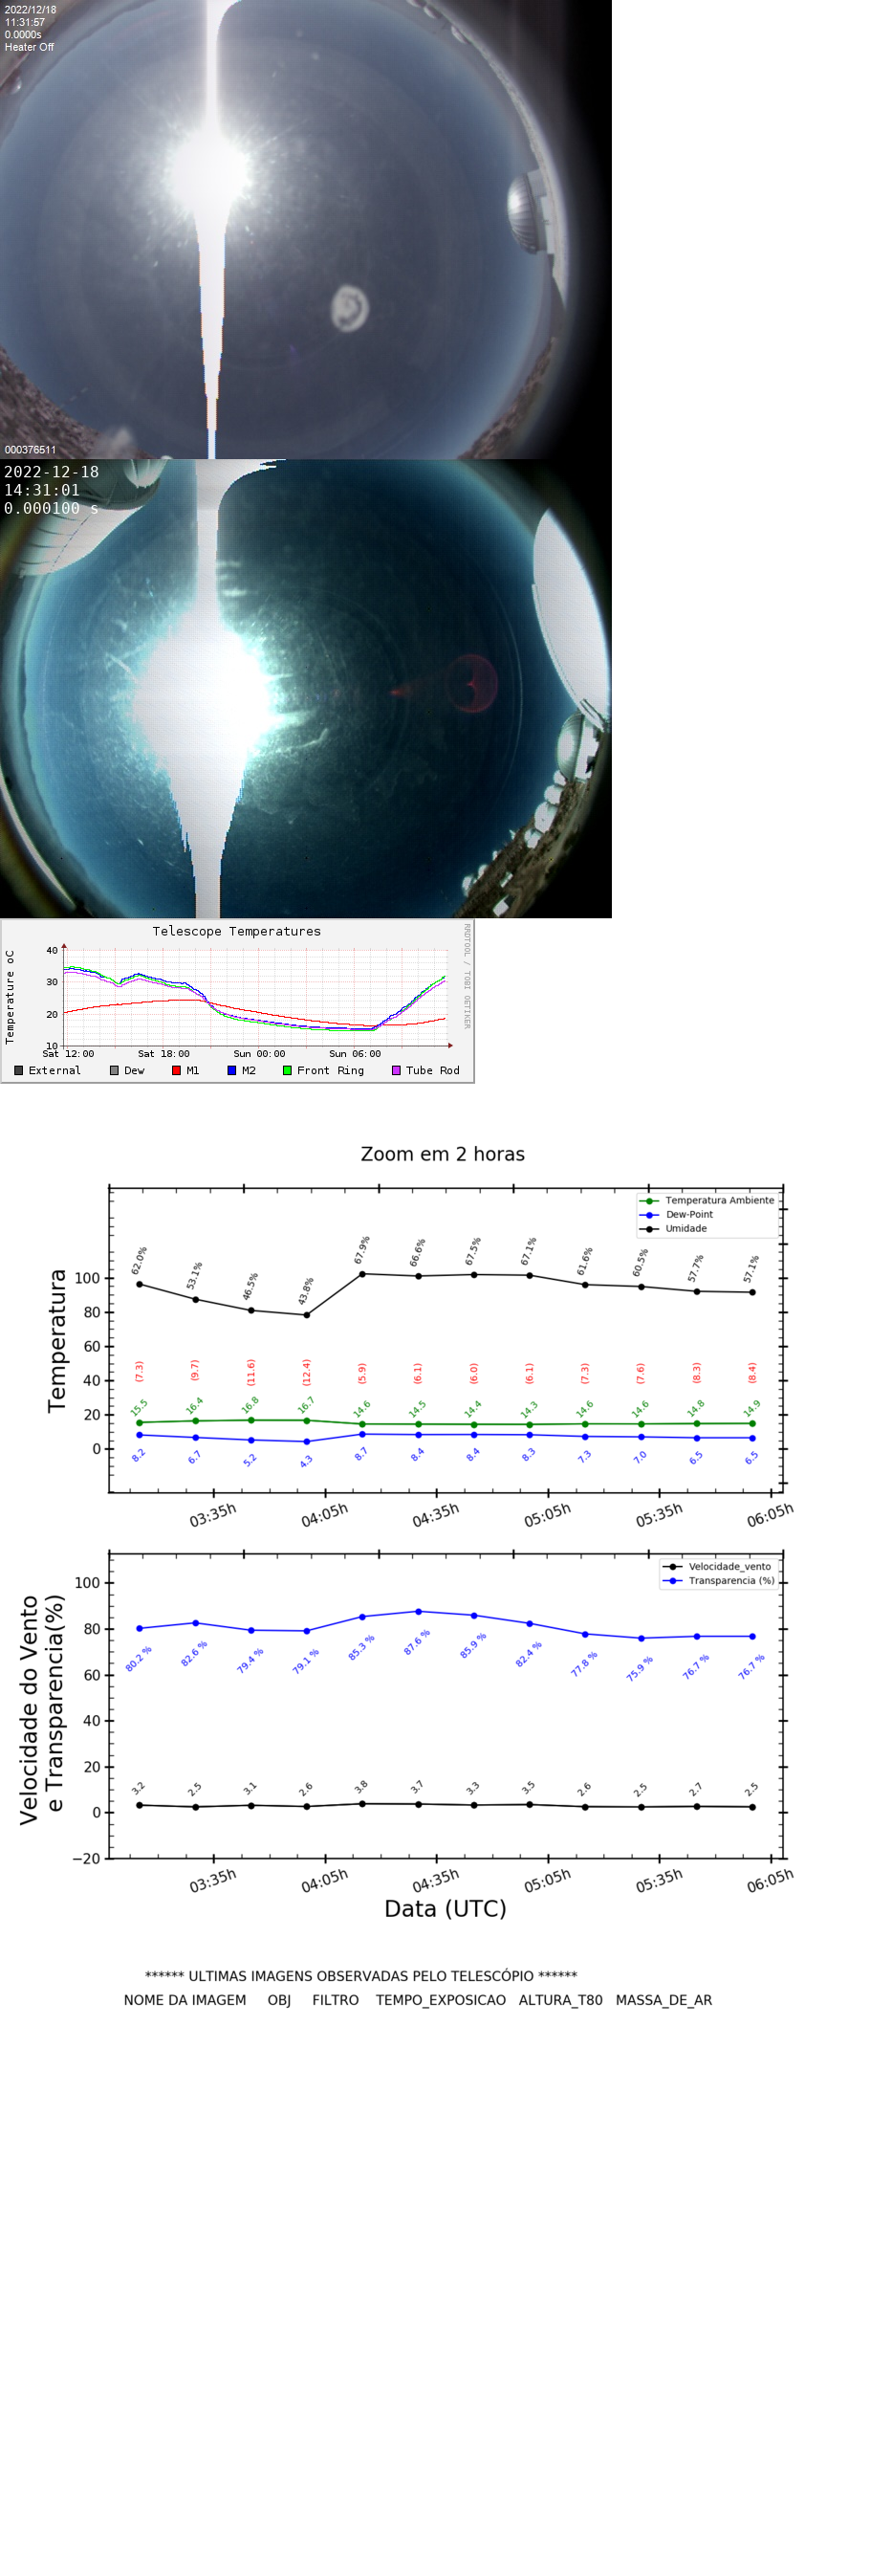 2022/12/18
11:31:57
0.0000s
Heater Off
000376511
2022-12-18
14:31:01
0.000100 s
Telescope Temperatures
RRDTOOL / TOBI OETIKER
Temperature oC
40
30
20
10
Sat 12:00 Sat 18:00 Sun 00:00 Sun 06:00
External Dew M1 M2 Front Ring Tube Rod
Zoom em 2 horas
Temperatura Ambiente
Dew-Point
Umidade
Temperatura
100
80
60
40
20
0
62.0% 53.1% 46.5% 43.8% 67.9% 66.6% 67.5% 67.1% 61.6% 60.5% 57.7% 57.1%
(7.3) (9.7) (11.6) (12.4) (5.9) (6.1) (6.0) (6.1) (7.3) (7.6) (8.3) (8.4)
15.5 16.4 16.8 16.7 14.6 14.5 14.4 14.3 14.6 14.6 14.8 14.9
8.2 6.7 5.2 4.3 8.7 8.4 8.4 8.3 7.3 7.0 6.5 6.5
03:35h 04:05h 04:35h 05:05h 05:35h 06:05h
Velocidade_vento
Transparencia (%)
Velocidade do Vento
e Transparencia(%)
100
80
60
40
20
0
−20
80.2 % 82.6 % 79.4 % 79.1 % 85.3 % 87.6 % 85.9 % 82.4 % 77.8 % 75.9 % 76.7 % 76.7 %
3.2 2.5 3.1 2.6 3.8 3.7 3.3 3.5 2.6 2.5 2.7 2.5
03:35h 04:05h 04:35h 05:05h 05:35h 06:05h
Data (UTC)
****** ULTIMAS IMAGENS OBSERVADAS PELO TELESCÓPIO ******
NOME DA IMAGEM OBJ FILTRO TEMPO_EXPOSICAO ALTURA_T80 MASSA_DE_AR